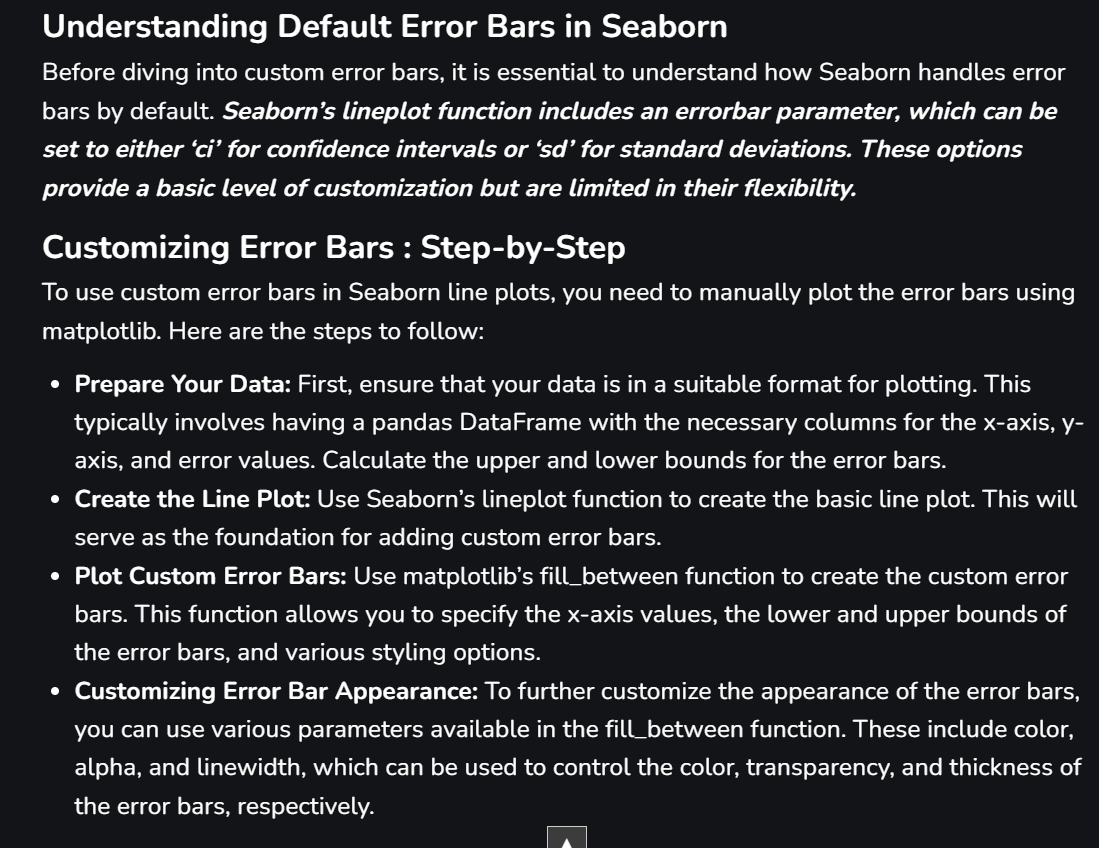 Understanding Default Error Bars in Seaborn
Before diving into custom error bars, it is essential to understand how Seaborn handles error
bars by default. Seaborn’s lineplot function includes an errorbar parameter, which can be
set to either ‘ci’ for confidence intervals or ‘sd’ for standard deviations. These options
provide a basic level of customization but are limited in their flexibility.
Customizing Error Bars : Step-by-Step
To use custom error bars in Seaborn line plots, you need to manually plot the error bars using
matplotlib. Here are the steps to follow:
• Prepare Your Data: First, ensure that your data is in a suitable format for plotting. This
typically involves having a pandas DataFrame with the necessary columns for the x-axis, y-
axis, and error values. Calculate the upper and lower bounds for the error bars.
• Create the Line Plot: Use Seaborn’s lineplot function to create the basic line plot. This will
serve as the foundation for adding custom error bars.
• Plot Custom Error Bars: Use matplotlib’s fill_between function to create the custom error
bars. This function allows you to specify the x-axis values, the lower and upper bounds of
the error bars, and various styling options.
• Customizing Error Bar Appearance: To further customize the appearance of the error bars,
you can use various parameters available in the fill_between function. These include color,
alpha, and linewidth, which can be used to control the color, transparency, and thickness of
the error bars, respectively.